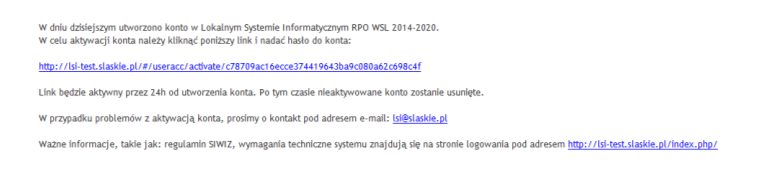 W dniu dzisiejszym utworzono konto w Lokalnym Systemie Informatycznym RPO WSL 2014-2020.
W celu aktywacji konta należy kliknąć poniższy link i nadać hasło do konta:
http://lsi-test.slaskie.pl/#/useracc/activate/c78709ac16ecce374419643ba9c080a62c698c4f
Link będzie aktywny przez 24h od utworzenia konta. Po tym czasie nieaktywowane konto zostanie usunięte.
W przypadku problemów z aktywacją konta, prosimy o kontakt pod adresem e-mail: lsi@slaskie.pl
Ważne informacje, takie jak: regulamin SIWIZ, wymagania techniczne systemu znajdują się na stronie logowania pod adresem http://lsi-test.slaskie.pl/index.php/